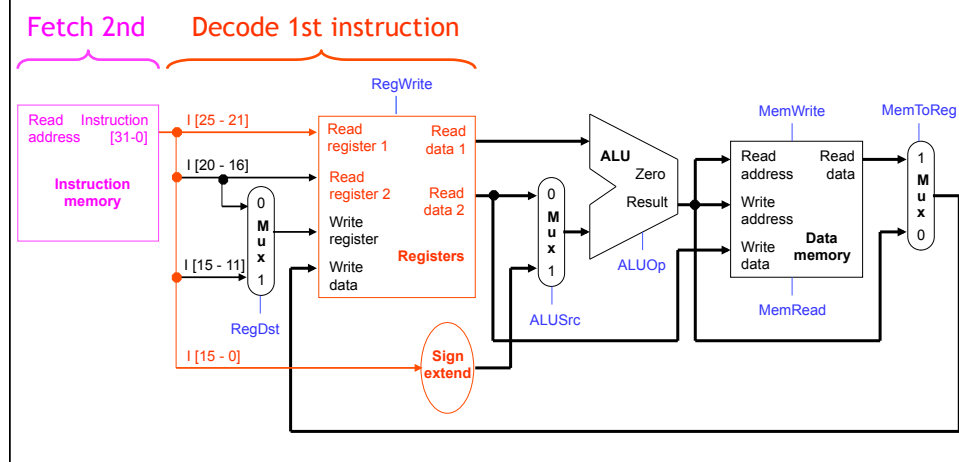 Fetch 2nd
Decode 1st instruction
RegWrite
Read address
Instruction [31-0]
Instruction memory
I [25 - 21]
I [20 - 16]
I [15 - 11]
I [15 - 0]
0
Mux
1
RegDst
Read register 1
Read data 1
Read register 2
Read data 2
Write register
Registers
Write data
Sign extend
0
Mux
1
ALUSrc
ALU
Zero
Result
ALUOp
MemWrite
Read address
Read data
Write address
Write data
Data memory
MemRead
MemToReg
1
Mux
0